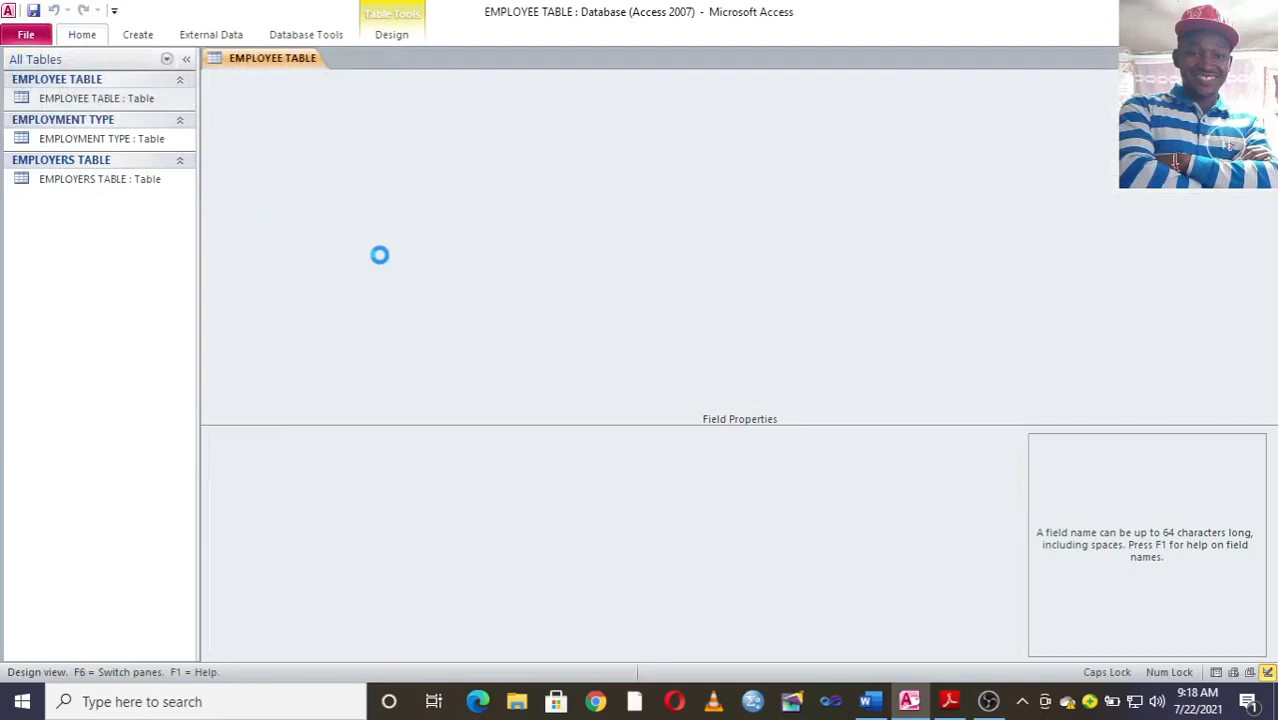 EMPLOYEE TABLE : Database (Access 2007) - Microsoft Access
Table Tools
File Home Create External Data Database Tools Design
All Tables
EMPLOYEE TABLE
EMPLOYEE TABLE
EMPLOYEE TABLE : Table
EMPLOYMENT TYPE
EMPLOYMENT TYPE : Table
EMPLOYERS TABLE
EMPLOYERS TABLE : Table
Field Properties
A field name can be up to 64 characters long,
including spaces. Press F1 for help on field
names.
Design view. F6 = Switch panes. F1 = Help.
Caps Lock Num Lock
Type here to search
9:18 AM
7/22/2021